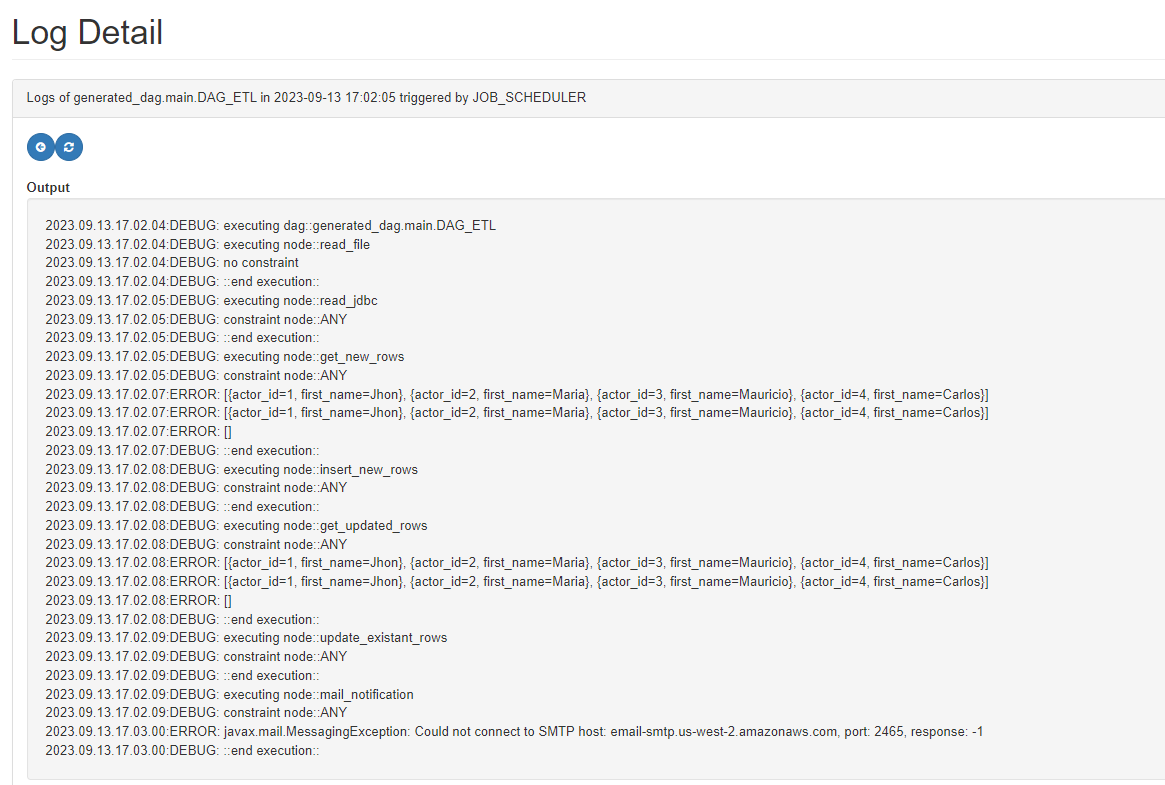 Log Detail
Logs of generated_dag.main.DAG_ETL in 2023-09-13 17:02:05 triggered by JOB_SCHEDULER
Output
2023.09.13.17.02.04:DEBUG: executing dag::generated_dag.main.DAG_ETL
2023.09.13.17.02.04:DEBUG: executing node::read_file
2023.09.13.17.02.04:DEBUG: no constraint
2023.09.13.17.02.04:DEBUG: ::end execution::
2023.09.13.17.02.05:DEBUG: executing node::read_jdbc
2023.09.13.17.02.05:DEBUG: constraint node::ANY
2023.09.13.17.02.05:DEBUG: ::end execution::
2023.09.13.17.02.05:DEBUG: executing node::get_new_rows
2023.09.13.17.02.05:DEBUG: constraint node::ANY
2023.09.13.17.02.07:ERROR: [{actor_id=1, first_name=Jhon}, {actor_id=2, first_name=Maria}, {actor_id=3, first_name=Mauricio}, {actor_id=4, first_name=Carlos}]
2023.09.13.17.02.07:ERROR: [{actor_id=1, first_name=Jhon}, {actor_id=2, first_name=Maria}, {actor_id=3, first_name=Mauricio}, {actor_id=4, first_name=Carlos}]
2023.09.13.17.02.07:ERROR: []
2023.09.13.17.02.07:DEBUG: ::end execution::
2023.09.13.17.02.08:DEBUG: executing node::insert_new_rows
2023.09.13.17.02.08:DEBUG: constraint node::ANY
2023.09.13.17.02.08:DEBUG: ::end execution::
2023.09.13.17.02.08:DEBUG: executing node::get_updated_rows
2023.09.13.17.02.08:DEBUG: constraint node::ANY
2023.09.13.17.02.08:ERROR: [{actor_id=1, first_name=Jhon}, {actor_id=2, first_name=Maria}, {actor_id=3, first_name=Mauricio}, {actor_id=4, first_name=Carlos}]
2023.09.13.17.02.08:ERROR: [{actor_id=1, first_name=Jhon}, {actor_id=2, first_name=Maria}, {actor_id=3, first_name=Mauricio}, {actor_id=4, first_name=Carlos}]
2023.09.13.17.02.08:ERROR: []
2023.09.13.17.02.08:DEBUG: ::end execution::
2023.09.13.17.02.09:DEBUG: executing node::update_existant_rows
2023.09.13.17.02.09:DEBUG: constraint node::ANY
2023.09.13.17.02.09:DEBUG: ::end execution::
2023.09.13.17.02.09:DEBUG: executing node::mail_notification
2023.09.13.17.02.09:DEBUG: constraint node::ANY
2023.09.13.17.03.00:ERROR: javax.mail.MessagingException: Could not connect to SMTP host: email-smtp.us-west-2.amazonaws.com, port: 2465, response: -1
2023.09.13.17.03.00:DEBUG: ::end execution::